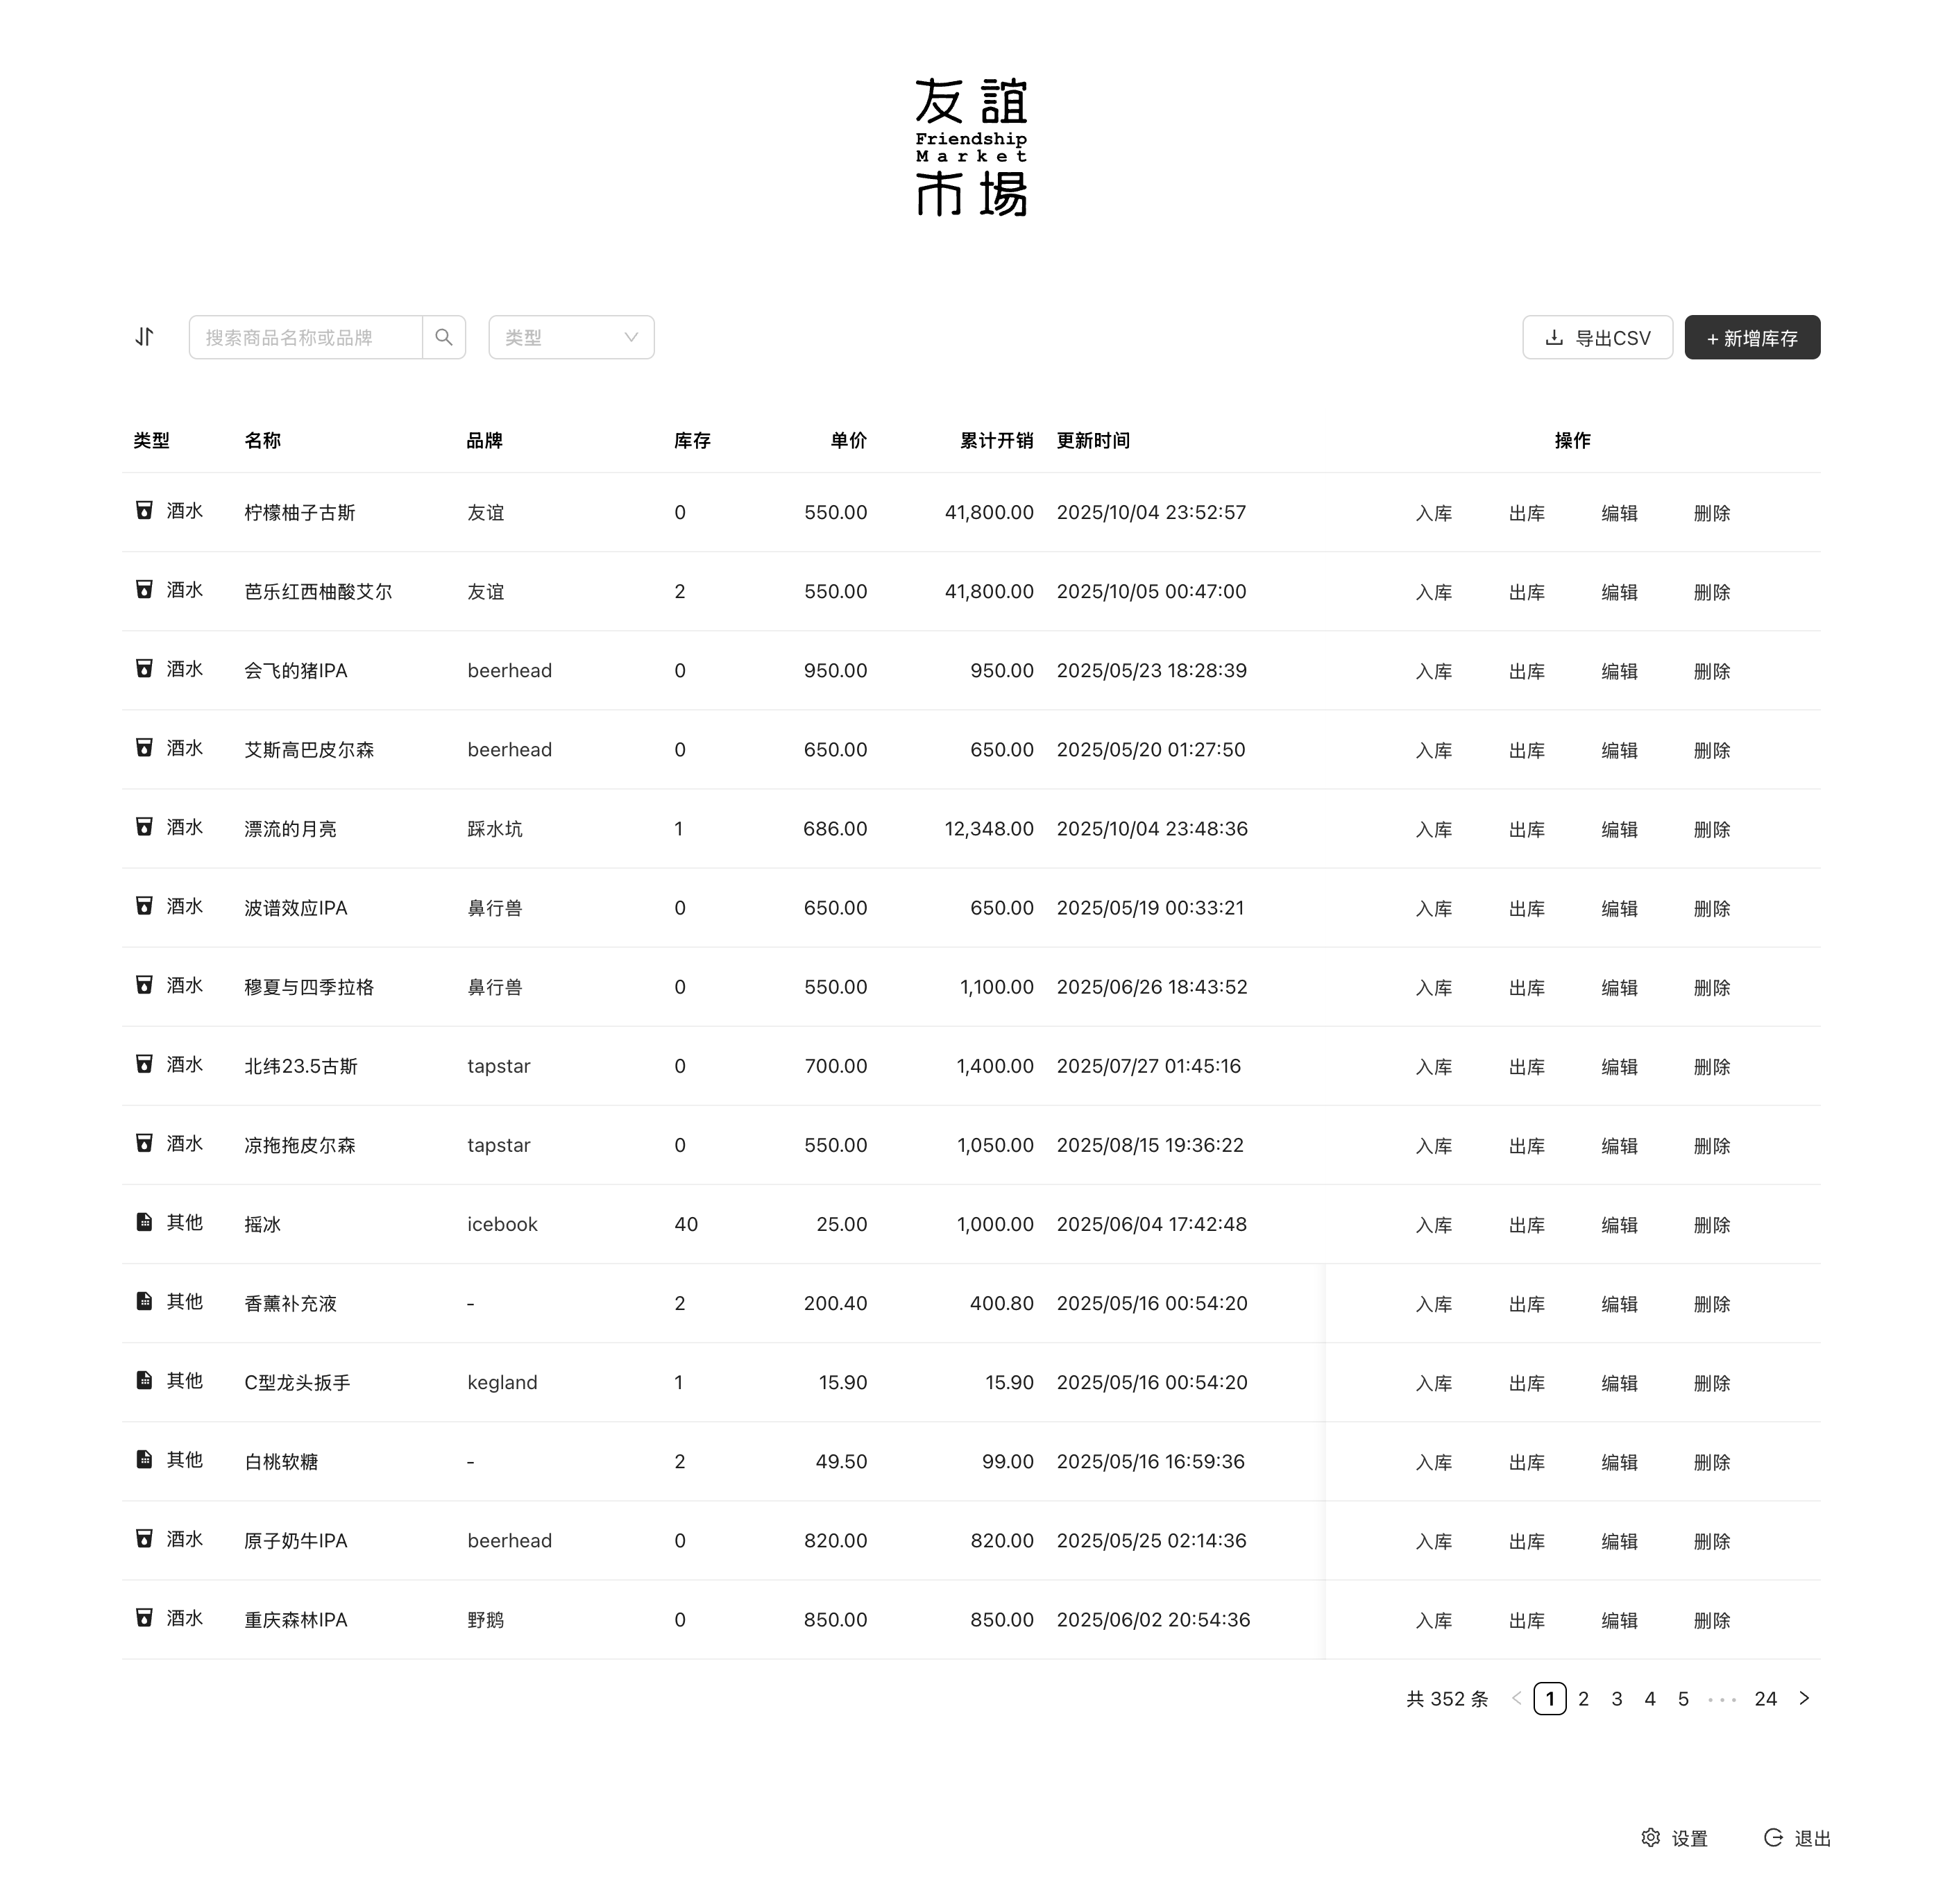 友誼
Friendship
Market
市場
搜索商品名称或品牌 类型 导出CSV + 新增库存
类型 名称 品牌 库存 单价 累计开销 更新时间 操作
酒水 柠檬柚子古斯 友谊 0 550.00 41,800.00 2025/10/04 23:52:57 入库 出库 编辑 删除
酒水 芭乐红西柚酸艾尔 友谊 2 550.00 41,800.00 2025/10/05 00:47:00 入库 出库 编辑 删除
酒水 会飞的猪IPA beerhead 0 950.00 950.00 2025/05/23 18:28:39 入库 出库 编辑 删除
酒水 艾斯高巴皮尔森 beerhead 0 650.00 650.00 2025/05/20 01:27:50 入库 出库 编辑 删除
酒水 漂流的月亮 踩水坑 1 686.00 12,348.00 2025/10/04 23:48:36 入库 出库 编辑 删除
酒水 波谱效应IPA 鼻行兽 0 650.00 650.00 2025/05/19 00:33:21 入库 出库 编辑 删除
酒水 穆夏与四季拉格 鼻行兽 0 550.00 1,100.00 2025/06/26 18:43:52 入库 出库 编辑 删除
酒水 北纬23.5古斯 tapstar 0 700.00 1,400.00 2025/07/27 01:45:16 入库 出库 编辑 删除
酒水 凉拖拖皮尔森 tapstar 0 550.00 1,050.00 2025/08/15 19:36:22 入库 出库 编辑 删除
其他 摇冰 icebook 40 25.00 1,000.00 2025/06/04 17:42:48 入库 出库 编辑 删除
其他 香薰补充液 - 2 200.40 400.80 2025/05/16 00:54:20 入库 出库 编辑 删除
其他 C型龙头扳手 kegland 1 15.90 15.90 2025/05/16 00:54:20 入库 出库 编辑 删除
其他 白桃软糖 - 2 49.50 99.00 2025/05/16 16:59:36 入库 出库 编辑 删除
酒水 原子奶牛IPA beerhead 0 820.00 820.00 2025/05/25 02:14:36 入库 出库 编辑 删除
酒水 重庆森林IPA 野鹅 0 850.00 850.00 2025/06/02 20:54:36 入库 出库 编辑 删除
共 352 条 1 2 3 4 5 ··· 24
设置 退出